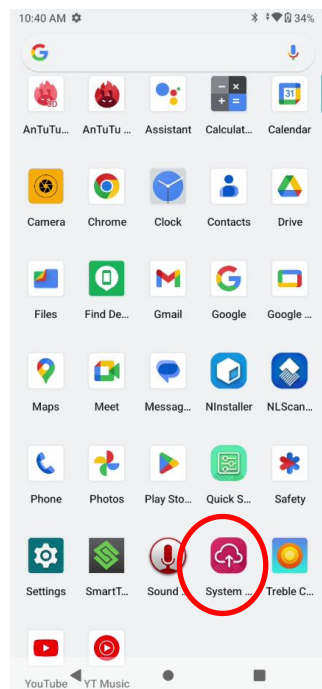 10:40 AM 34%
AnTuTu... AnTuTu ... Assistant Calculat... Calendar
Camera Chrome Clock Contacts Drive
Files Find De... Gmail Google Google ...
Maps Meet Messag... NInstaller NLScan...
Phone Photos Play Sto... Quick S... Safety
Settings SmartT... Sound ... System ... Treble C...
YouTube YT Music